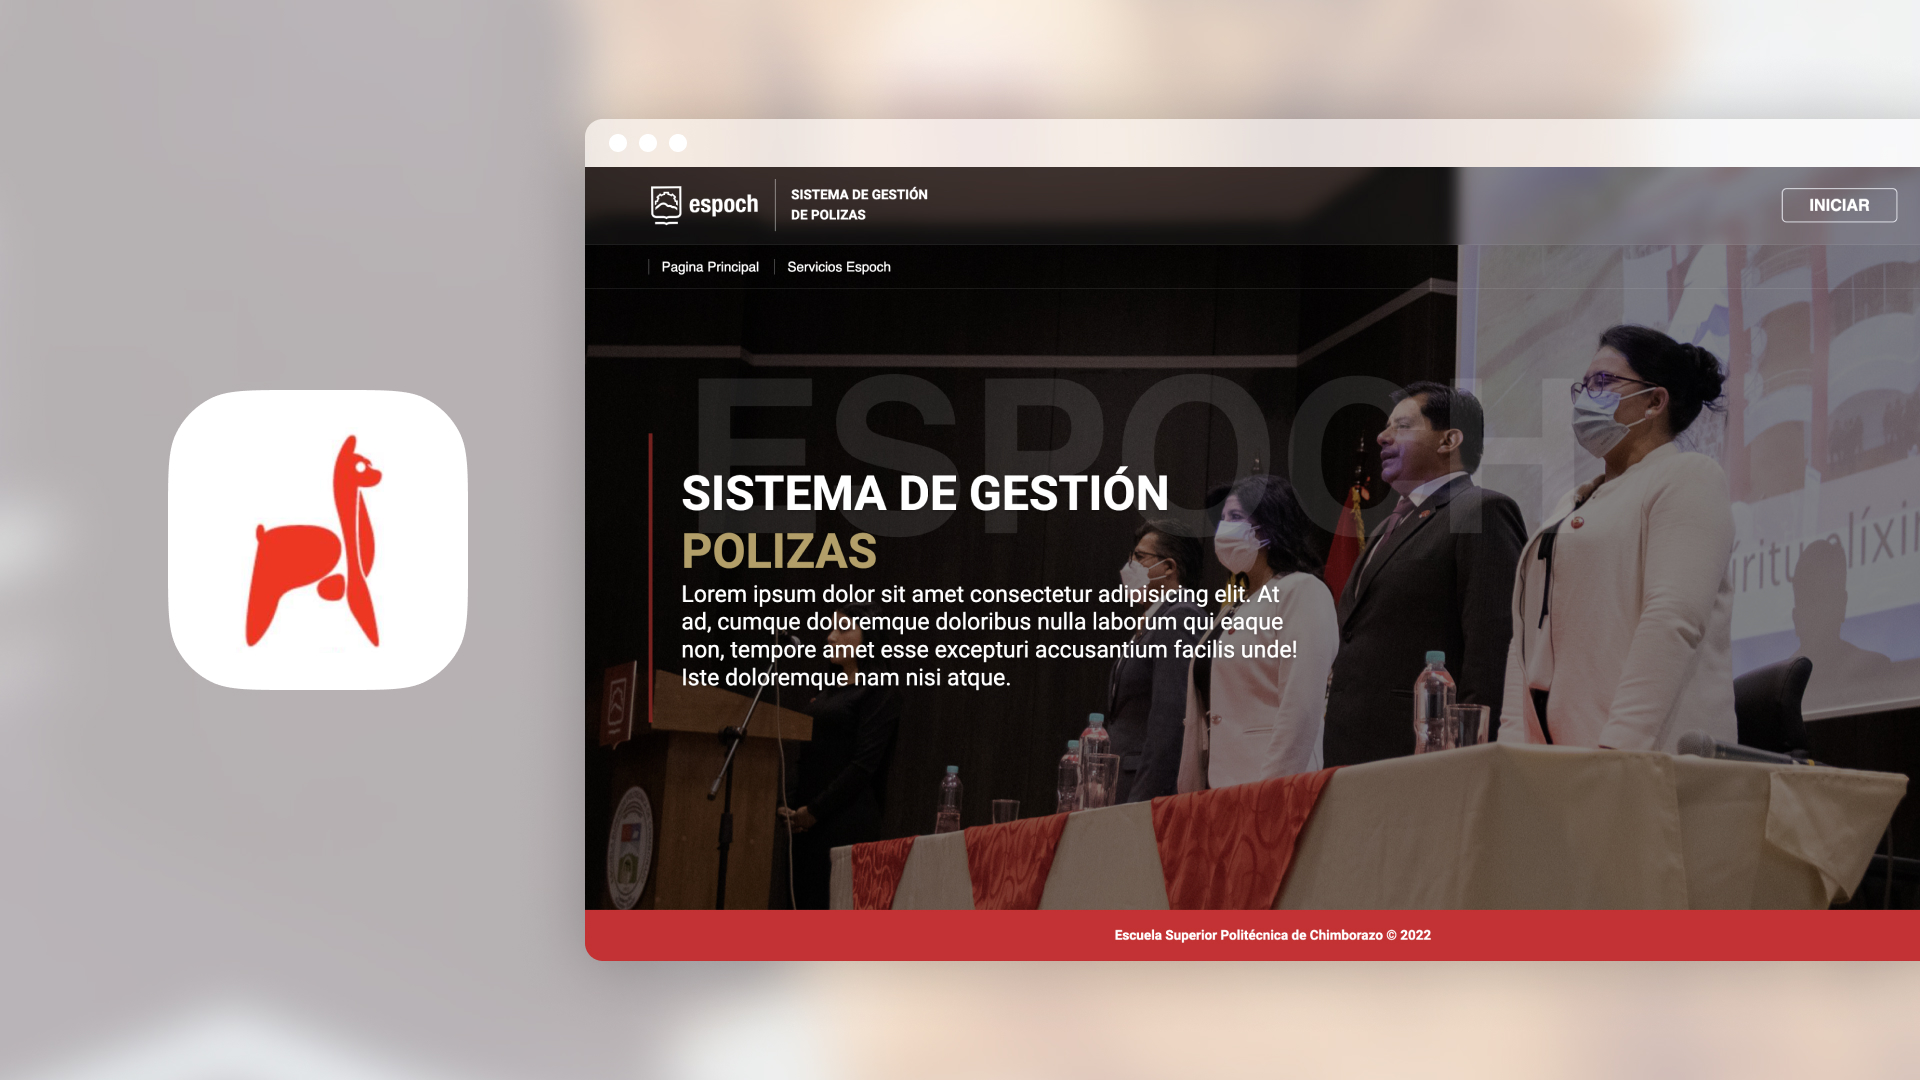 espoch
SISTEMA DE GESTIÓN
DE POLIZAS
INICIAR
Pagina Principal
Servicios Espoch
ESPOCH
SISTEMA DE GESTIÓN
POLIZAS
Lorem ipsum dolor sit amet consectetur adipisicing elit. At
ad, cumque doloremque doloribus nulla laborum qui eaque
non, tempore amet esse excepturi accusantium facilis unde!
Iste doloremque nam nisi atque.
Escuela Superior Politécnica de Chimborazo © 2022